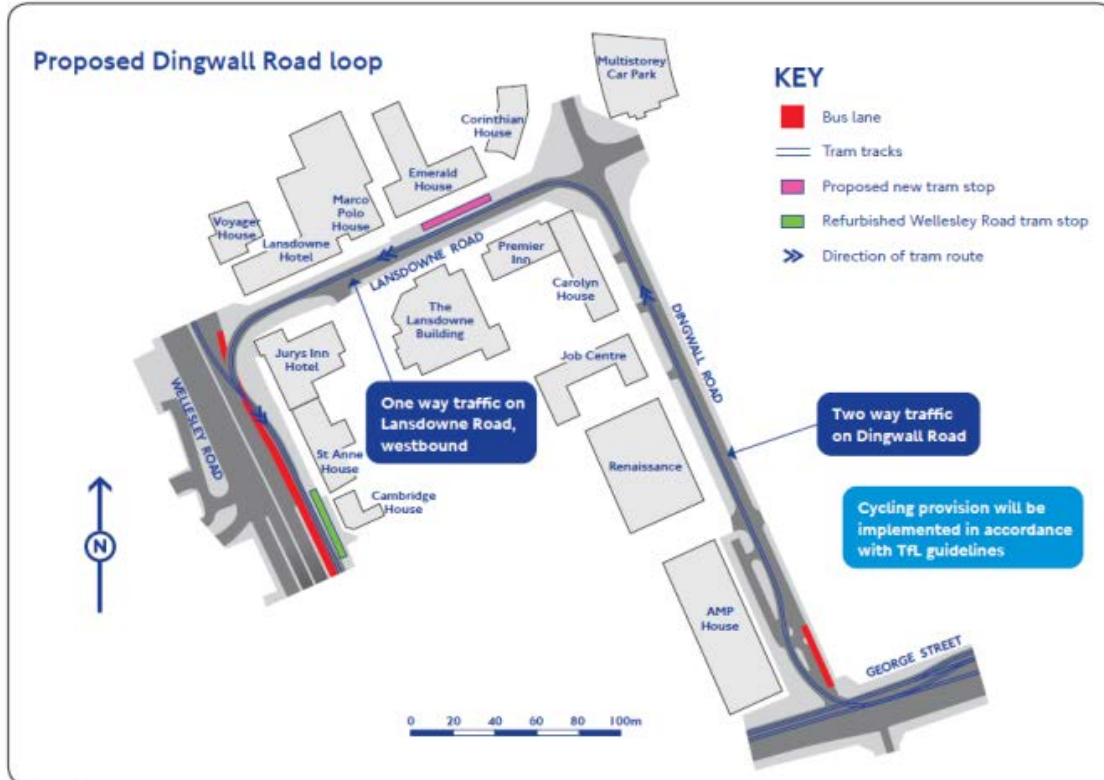 Proposed Dingwall Road loop
Multistorey
Car Park
KEY
Bus lane
Tram tracks
Proposed new tram stop
Refurbished Wellesley Road tram stop
Direction of tram route
Corinthian
House
Emerald
House
Marco
Polo
House
Voyager
House
Lansdowne
Hotel
LANSDOWNE ROAD
Premier
Inn
Carolyn
House
The
Lansdowne
Building
Jurys Inn
Hotel
Job Centre
DINGWALL ROAD
WELLESLEY ROAD
One way traffic on
Lansdowne Road,
westbound
Two way traffic
on Dingwall Road
St Anne
House
Renaissance
Cambridge
House
Cycling provision will be
implemented in accordance
with TfL guidelines
N
AMP
House
GEORGE STREET
0 20 40 60 80 100m